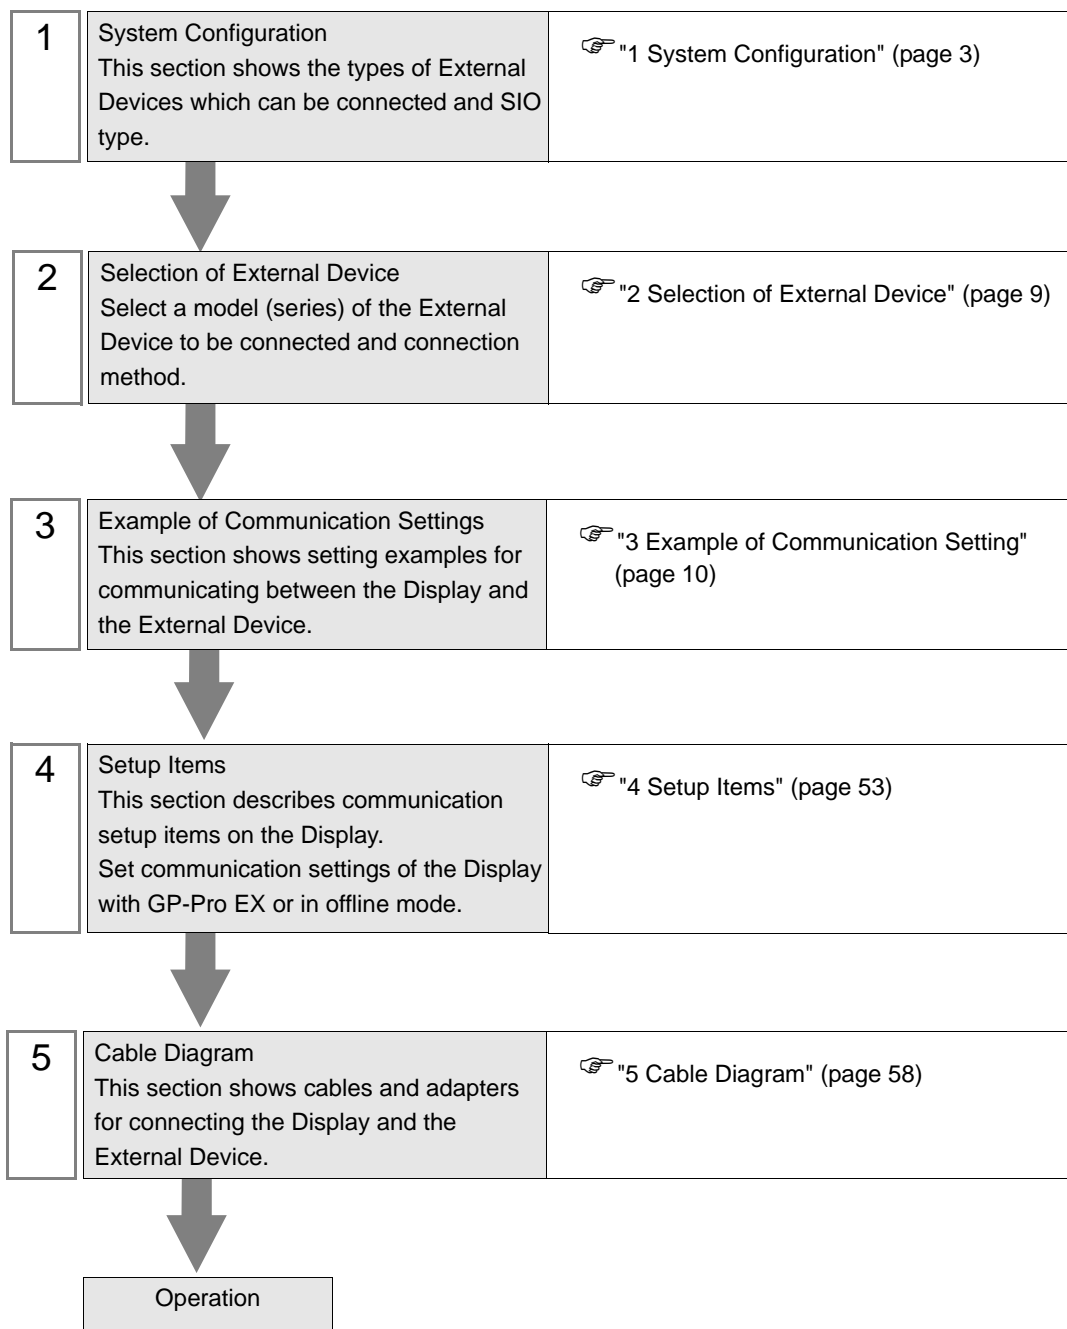 1
System Configuration
This section shows the types of External
Devices which can be connected and SIO
type.
"1 System Configuration" (page 3)
2
Selection of External Device
Select a model (series) of the External
Device to be connected and connection
method.
"2 Selection of External Device" (page 9)
3
Example of Communication Settings
This section shows setting examples for
communicating between the Display and
the External Device.
"3 Example of Communication Setting"
(page 10)
4
Setup Items
This section describes communication
setup items on the Display.
Set communication settings of the Display
with GP-Pro EX or in offline mode.
"4 Setup Items" (page 53)
5
Cable Diagram
This section shows cables and adapters
for connecting the Display and the
External Device.
"5 Cable Diagram" (page 58)
Operation